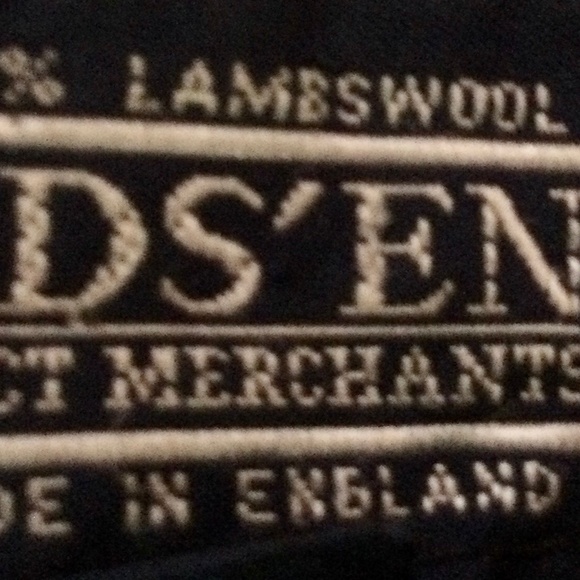 % LAMBSWOOL
DS'EN
CT MERCHANTS
DE IN ENGLAND